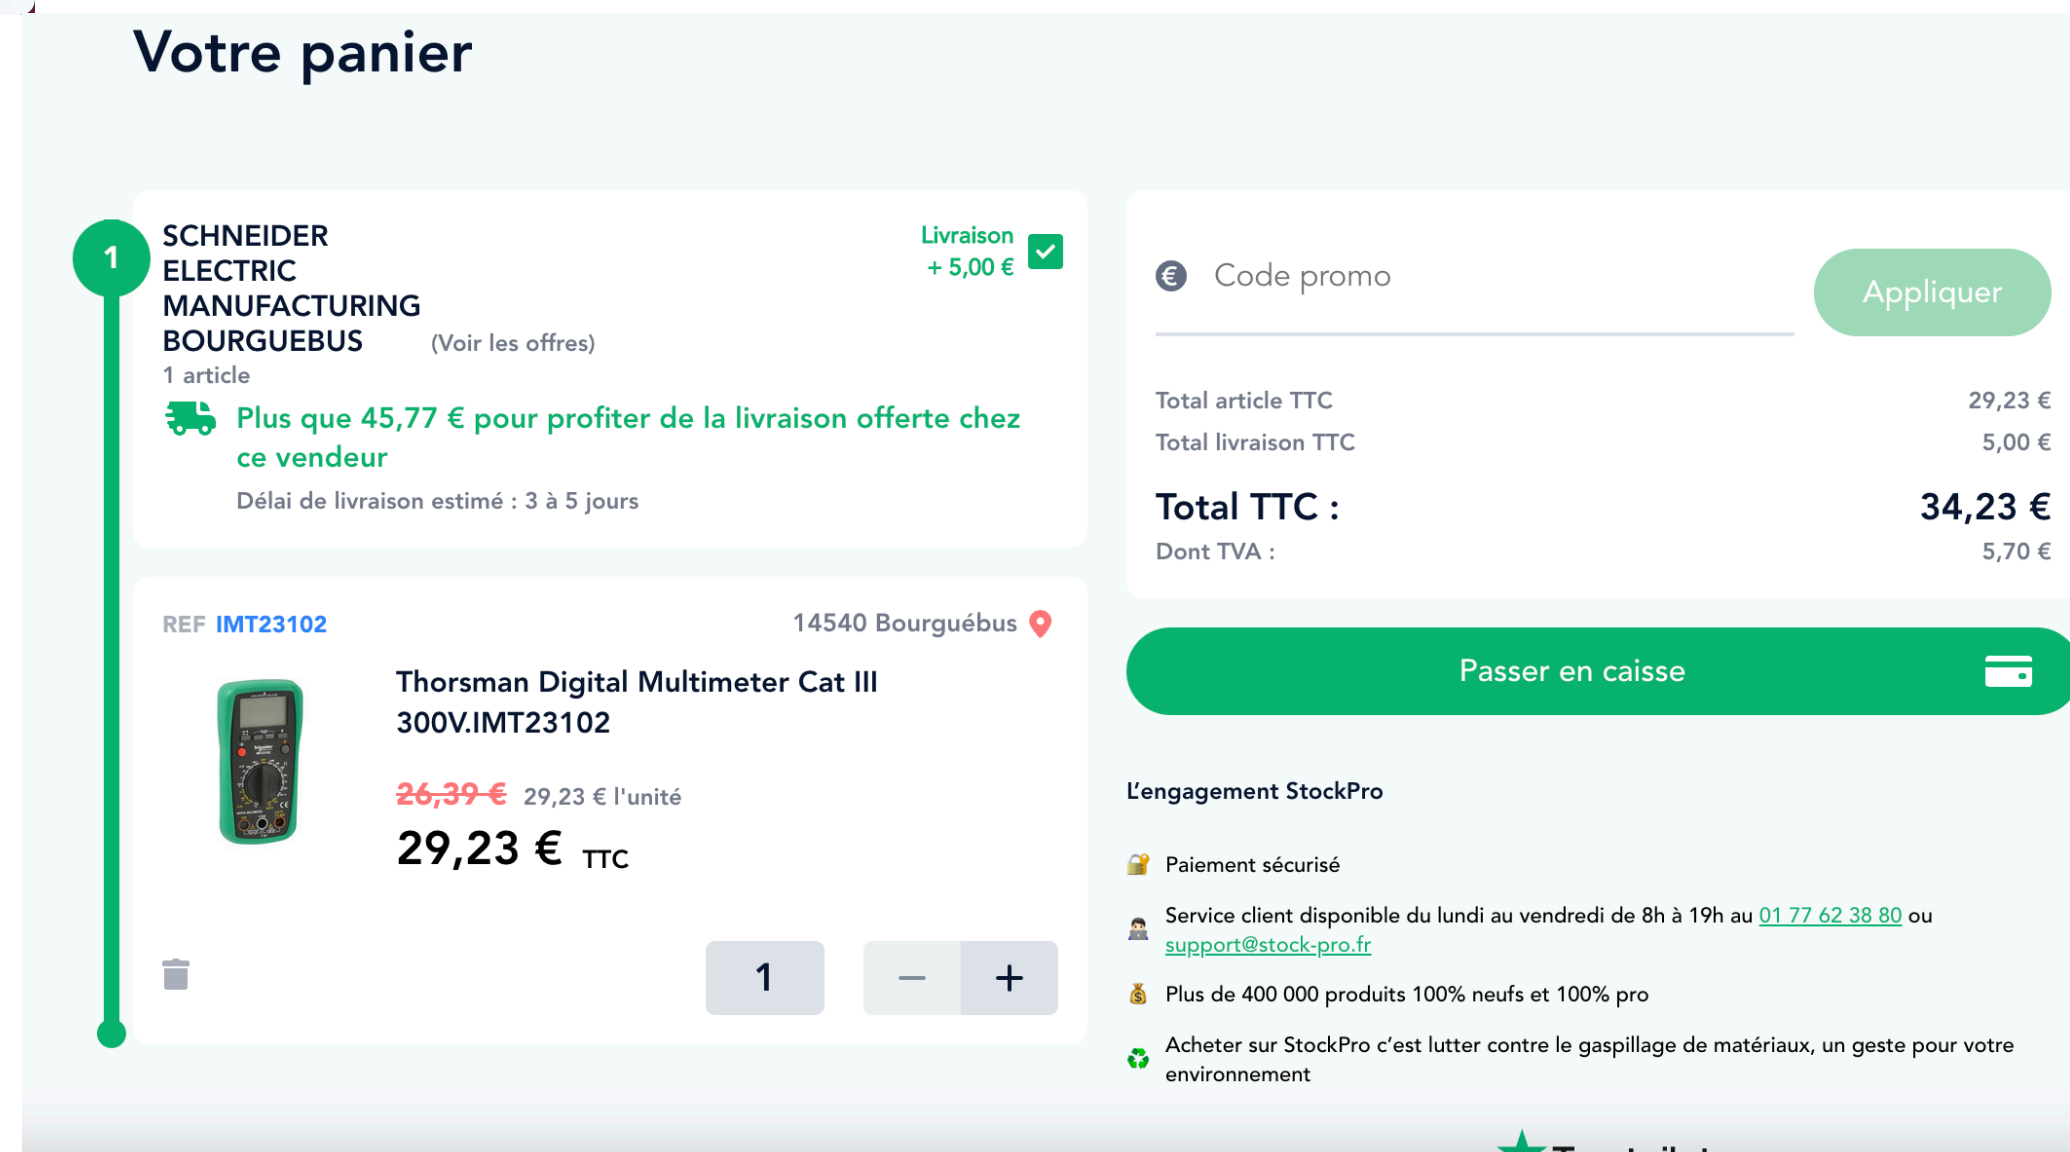 Votre panier
1
SCHNEIDER
ELECTRIC
MANUFACTURING
BOURGUEBUS
(Voir les offres)
1 article
Livraison
+ 5,00 €
Plus que 45,77 € pour profiter de la livraison offerte chez
ce vendeur
Délai de livraison estimé : 3 à 5 jours
REF IMT23102
14540 Bourguébus
Thorsman Digital Multimeter Cat III
300V.IMT23102
26,39 € 29,23 € l'unité
29,23 € TTC
1
−
+
€ Code promo
Appliquer
Total article TTC 29,23 €
Total livraison TTC 5,00 €
Total TTC : 34,23 €
Dont TVA : 5,70 €
Passer en caisse
L’engagement StockPro
Paiement sécurisé
Service client disponible du lundi au vendredi de 8h à 19h au 01 77 62 38 80 ou
support@stock-pro.fr
Plus de 400 000 produits 100% neufs et 100% pro
Acheter sur StockPro c’est lutter contre le gaspillage de matériaux, un geste pour votre
environnement